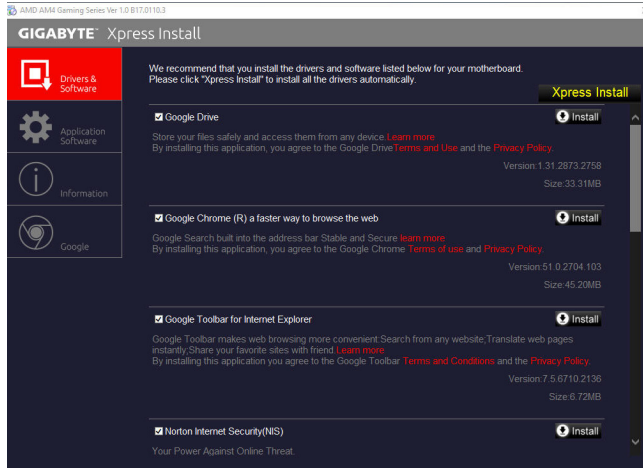 AMD AM4 Gaming Series Ver 1.0 B17.0110.3
GIGABYTE™ Xpress Install
Drivers &
Software
Application
Software
Information
Google
We recommend that you install the drivers and software listed below for your motherboard.
Please click "Xpress Install" to install all the drivers automatically.
Xpress Install
Google Drive
Install
Store your files safely and access them from any device.Learn more
By installing this application, you agree to the Google DriveTerms and Use and the Privacy Policy.
Version:1.31.2873.2758
Size:33.31MB
Google Chrome (R) a faster way to browse the web
Install
Google Search built into the address bar Stable and Secure learn more
By installing this application, you agree to the Google Chrome Terms of use and Privacy Policy.
Version:51.0.2704.103
Size:45.20MB
Google Toolbar for Internet Explorer
Install
Google Toolbar makes web browsing more convenient.Search from any website;Translate web pages
instantly;Share your favorite sites with friend.Learn more
By installing this application you agree to the Google Toolbar Terms and Conditions and the Privacy Policy.
Version:7.5.6710.2136
Size:6.72MB
Norton Internet Security(NIS)
Install
Your Power Against Online Threat.